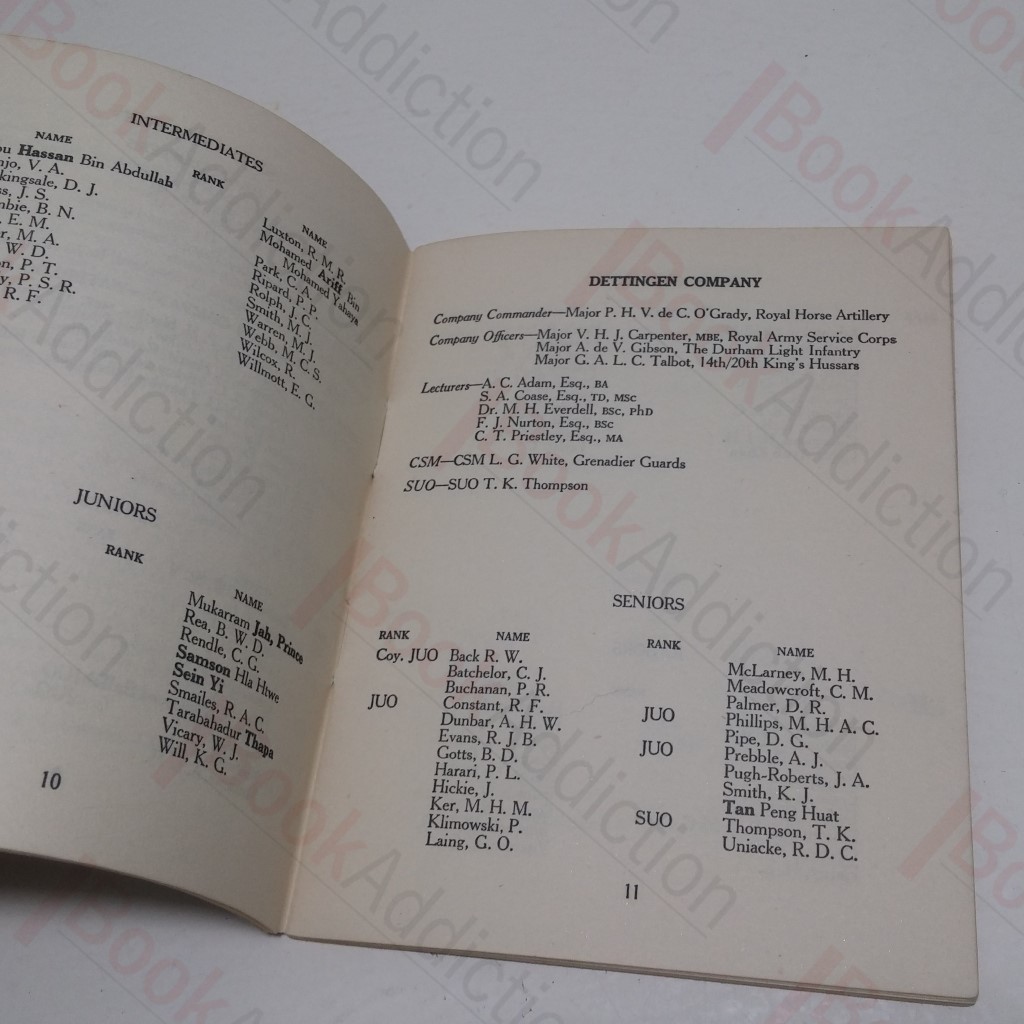 INTERMEDIATES
NAME
Hassan Bin Abdullah
V. A.
D. J.
J. S.
B. N.
E. M.
M. A.
W. D.
P. T.
P. S. R.
R. F.
RANK
NAME
Luxton, R. M. R.
Mohamed Ariff Bin
Mohamed Yahaya
Park, C. A.
Ripard, J. P.
Rolph, J. C.
Smith, M. J.
Warren, M. J.
Webb, M. C. S.
Wilcox, R.
Willmott, E. G.
JUNIORS
RANK
NAME
Mukarram Jah, Prince
Rea, B. W. D.
Rendle, C. G.
Samson Hla Htwe
Sein Yi
Smailes, R. A. C.
Tarabahadur Thapa
Vicary, W. J.
Will, K. G.
10
DETTINGEN COMPANY
Company Commander—Major P. H. V. de C. O'Grady, Royal Horse Artillery
Company Officers—Major V. H. J. Carpenter, MBE, Royal Army Service Corps
Major A. de V. Gibson, The Durham Light Infantry
Major G. A. L. C. Talbot, 14th/20th King's Hussars
Lecturers—A. C. Adam, Esq., BA
S. A. Coase, Esq., TD, MSc
Dr. M. H. Everdell, BSc, PhD
F. J. Nurton, Esq., BSc
C. T. Priestley, Esq., MA
CSM—CSM L. G. White, Grenadier Guards
SUO—SUO T. K. Thompson
SENIORS
RANK NAME
Coy. JUO Back R. W.
Batchelor, C. J.
Buchanan, P. R.
JUO Constant, R. F.
Dunbar, A. H. W.
Evans, R. J. B.
Gotts, B. D.
Harari, P. L.
Hickie, J.
Ker, M. H. M.
Klimowski, P.
Laing, G. O.
RANK NAME
McLarney, M. H.
Meadowcroft, C. M.
Palmer, D. R.
JUO Phillips, M. H. A. C.
Pipe, D. G.
JUO Prebble, A. J.
Pugh-Roberts, J. A.
Smith, K. J.
Tan Peng Huat
SUO Thompson, T. K.
Uniacke, R. D. C.
11
BookAddiction